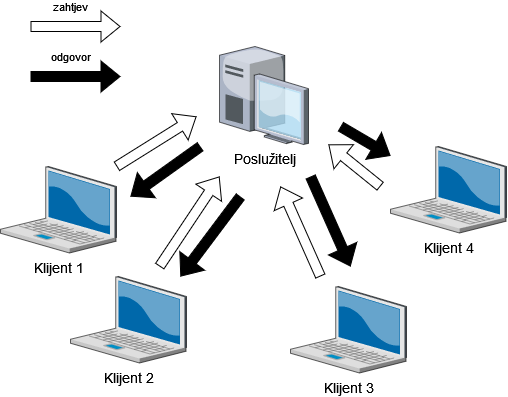 zahtjev
odgovor
Poslužitelj
Klijent 1
Klijent 4
Klijent 2
Klijent 3